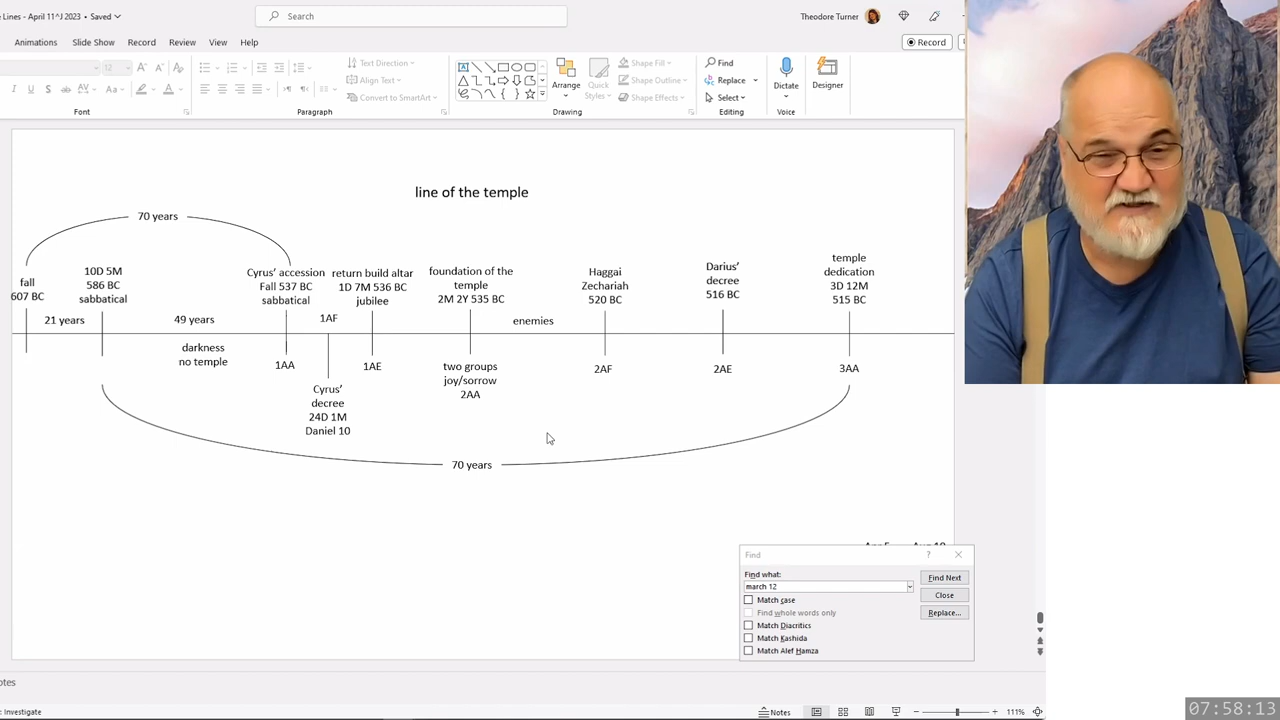 Lines - April 11^J 2023 • Saved
Search
Theodore Turner
Animations
Slide Show
Record
Review
View
Help
Record
12
Text Direction
Align Text
Convert to SmartArt
Arrange
Quick
Styles
Shape Fill
Shape Outline
Shape Effects
Find
Replace
Select
Dictate
Designer
Font
Paragraph
Drawing
Editing
Voice
line of the temple
70 years
fall
607 BC
10D 5M
586 BC
sabbatical
Cyrus' accession
Fall 537 BC
sabbatical
return build altar
1D 7M 536 BC
jubilee
foundation of the
temple
2M 2Y 535 BC
Haggai
Zechariah
520 BC
Darius'
decree
516 BC
temple
dedication
3D 12M
515 BC
21 years
49 years
1AF
enemies
darkness
no temple
1AA
Cyrus'
decree
24D 1M
Daniel 10
1AE
two groups
joy/sorrow
2AA
2AF
2AE
3AA
70 years
Find
?
Find what:
march 12
Find Next
Match case
Close
Find whole words only
Replace...
Match Diacritics
Match Kashida
Match Alef Hamza
otes
: Investigate
Notes
111%
07:58:13